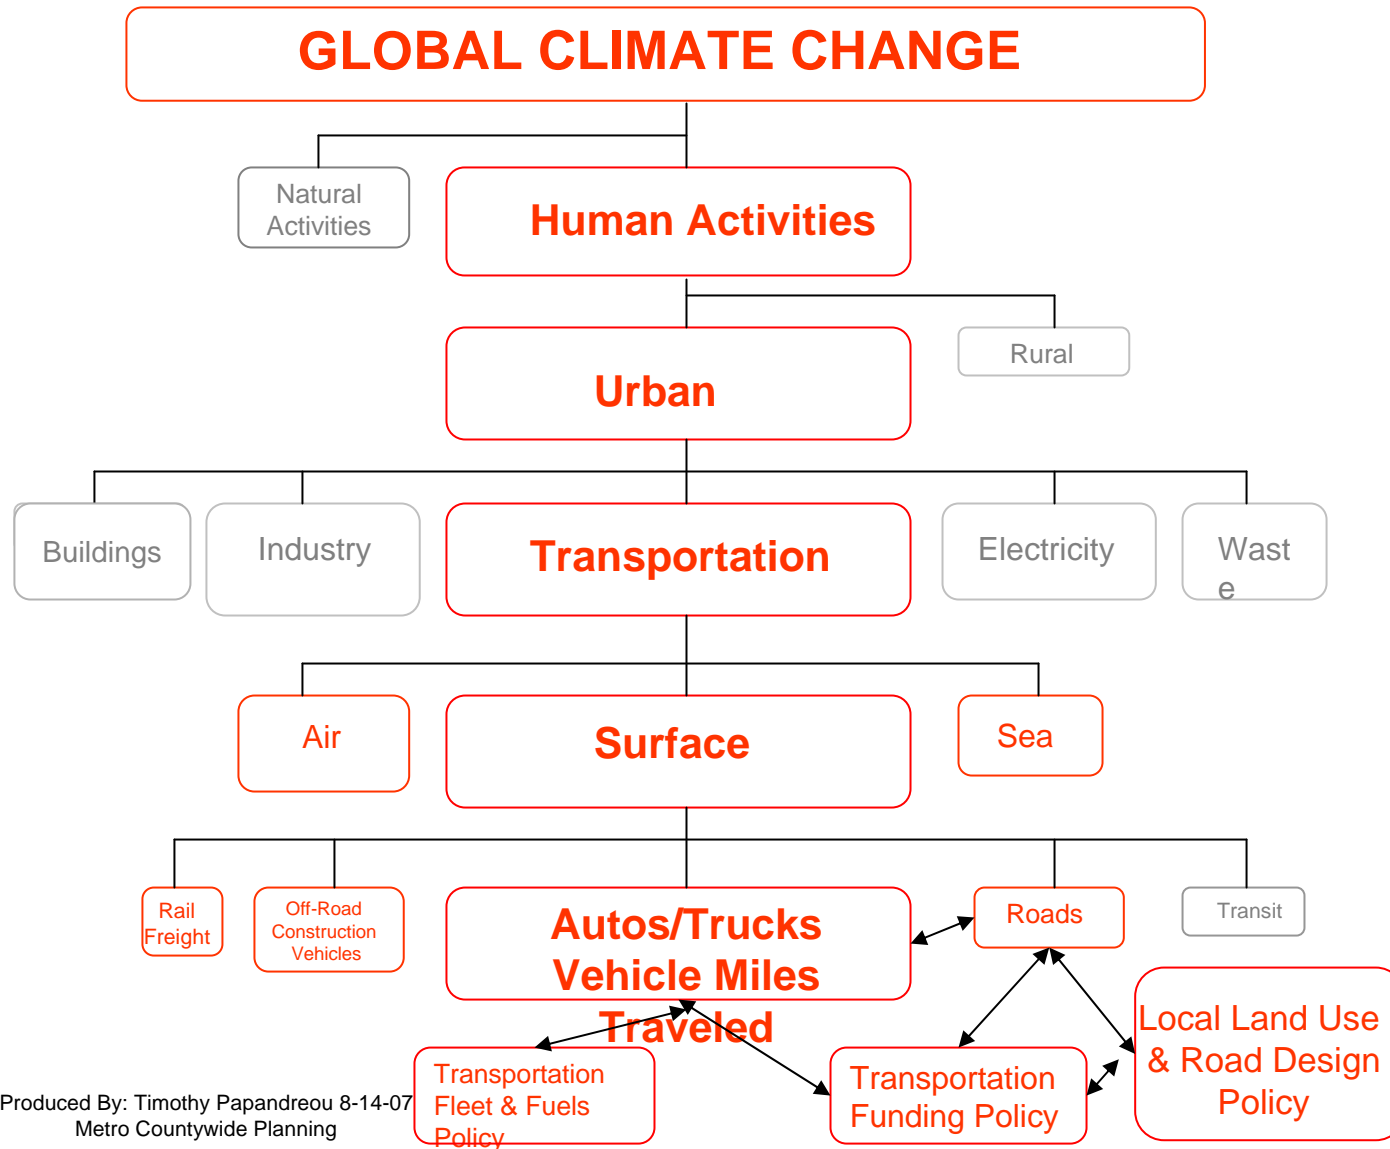 GLOBAL CLIMATE CHANGE
Natural
Activities
Human Activities
Urban
Rural
Buildings
Industry
Transportation
Electricity
Wast
e
Air
Surface
Sea
Rail
Freight
Off-Road
Construction
Vehicles
Autos/Trucks
Vehicle Miles
Traveled
Roads
Transit
Transportation
Fleet & Fuels
Policy
Transportation
Funding Policy
Local Land Use
& Road Design
Policy
Produced By: Timothy Papandreou 8-14-07
Metro Countywide Planning